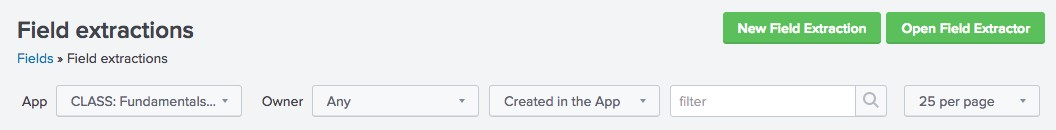 Field extractions
New Field Extraction
Open Field Extractor
Fields » Field extractions
App CLASS: Fundamentals... Owner Any Created in the App filter 25 per page